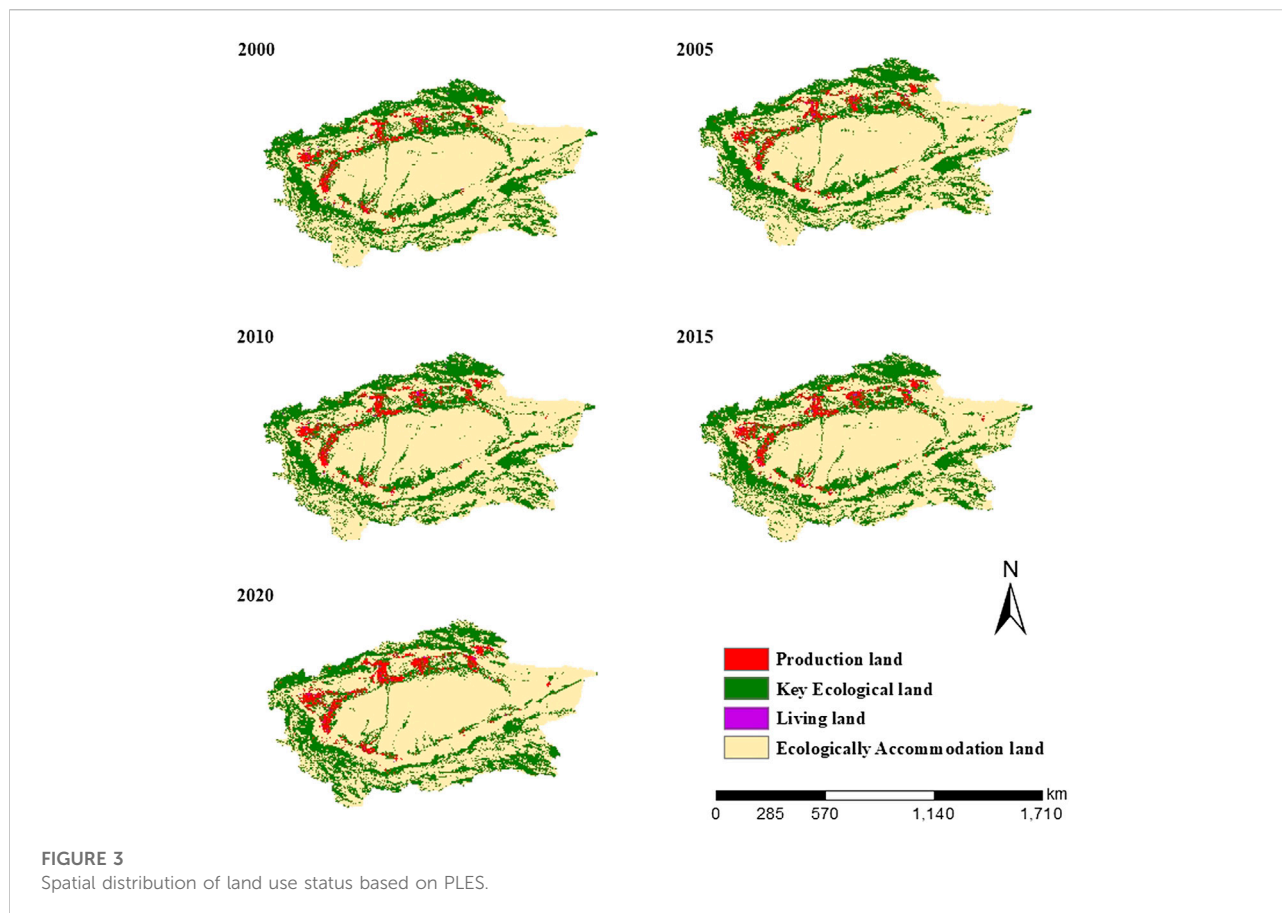 2000
2005
2010
2015
2020
N
Production land
Key Ecological land
Living land
Ecologically Accommodation land
km
0 285 570 1,140 1,710
FIGURE 3
Spatial distribution of land use status based on PLES.